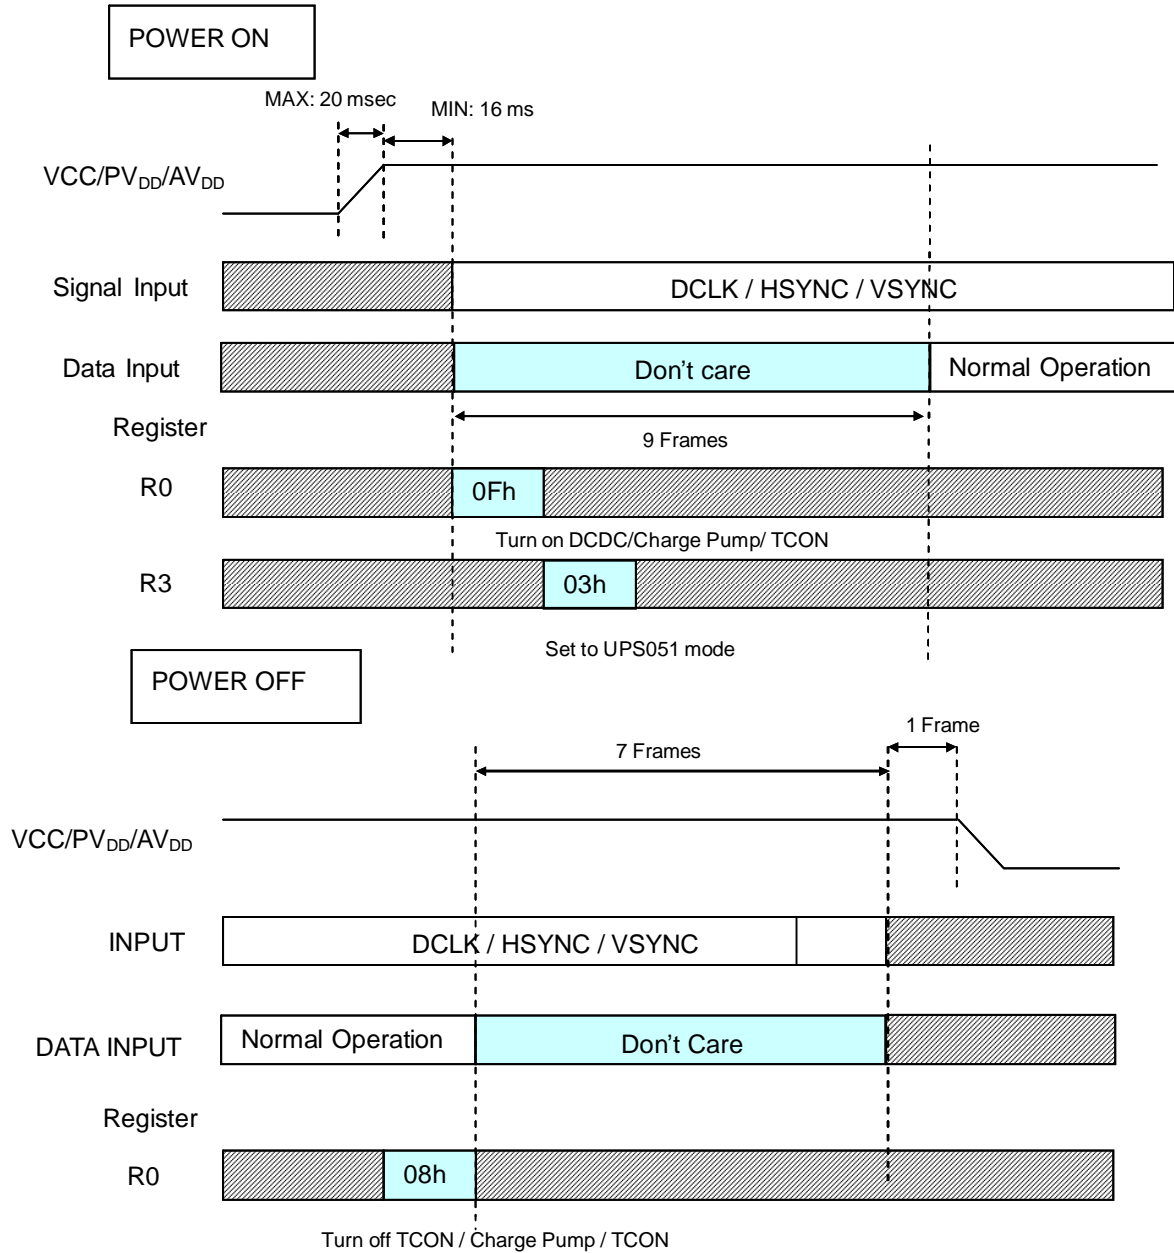 POWER ON
MAX: 20 msec
MIN: 16 ms
VCC/PVDD/AVDD
Signal Input
DCLK / HSYNC / VSYNC
Data Input
Don't care
Normal Operation
Register
9 Frames
R0
0Fh
Turn on DCDC/Charge Pump/ TCON
R3
03h
Set to UPS051 mode
POWER OFF
1 Frame
7 Frames
VCC/PVDD/AVDD
INPUT
DCLK / HSYNC / VSYNC
DATA INPUT
Normal Operation
Don't Care
Register
R0
08h
Turn off TCON / Charge Pump / TCON